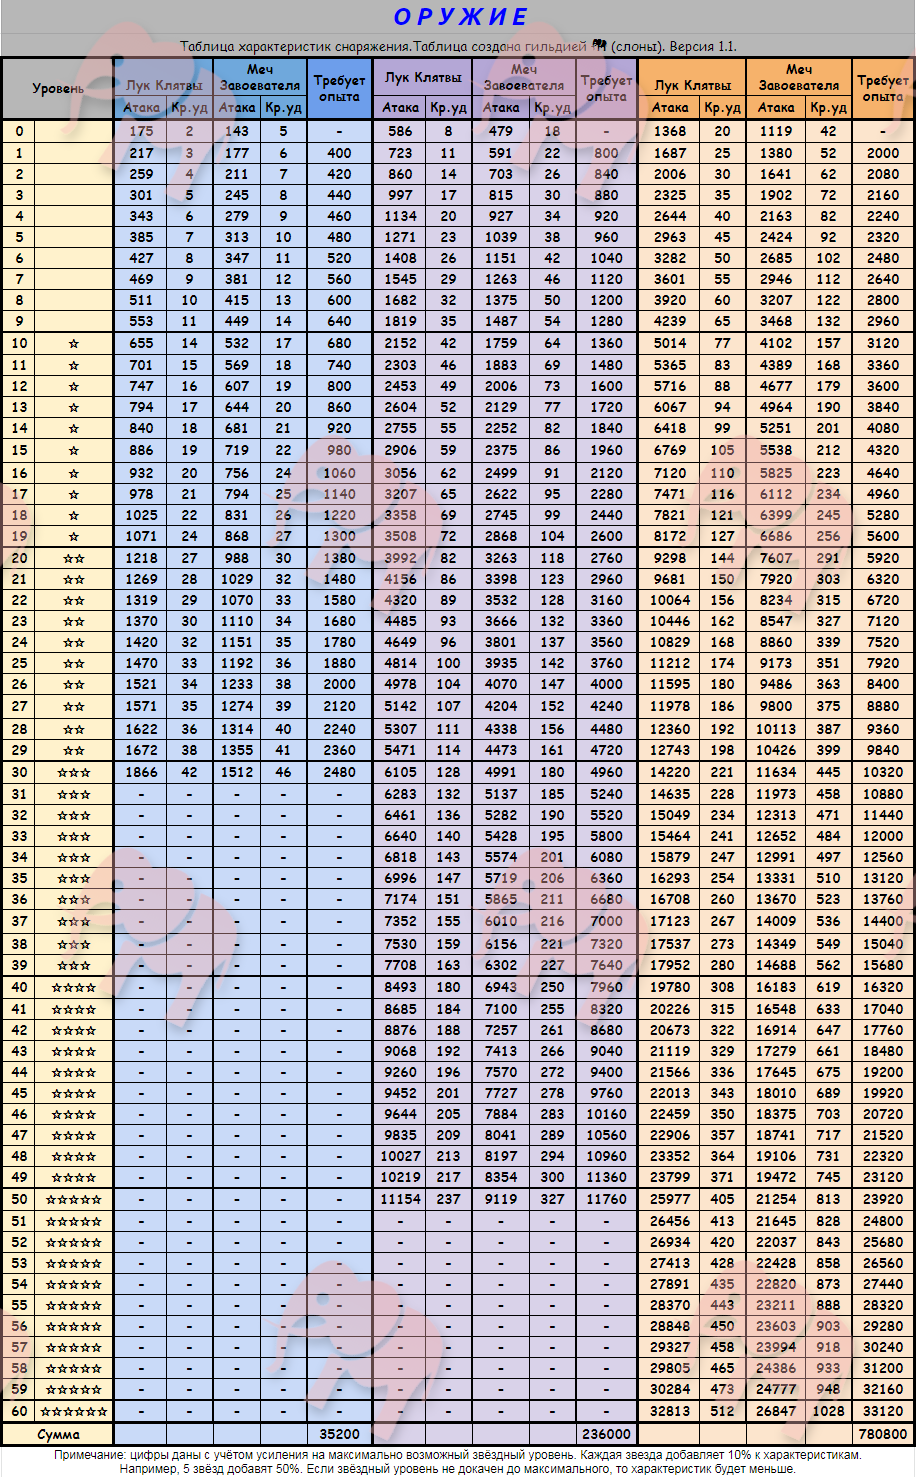 ОРУЖИЕ
Таблица характеристик снаряжения.Таблица создана гильдией (слоны). Версия 1.1.
Уровень Лук Клятвы Меч Завоевателя Требует опыта Лук Клятвы Меч Завоевателя Требует опыта Лук Клятвы Меч Завоевателя Требует опыта
Атака Кр.уд Атака Кр.уд Атака Кр.уд Атака Кр.уд Атака Кр.уд Атака Кр.уд
0 175 2 143 5 - 586 8 479 18 - 1368 20 1119 42 -
1 217 3 177 6 400 723 11 591 22 800 1687 25 1380 52 2000
2 259 4 211 7 420 860 14 703 26 840 2006 30 1641 62 2080
3 301 5 245 8 440 997 17 815 30 880 2325 35 1902 72 2160
4 343 6 279 9 460 1134 20 927 34 920 2644 40 2163 82 2240
5 385 7 313 10 480 1271 23 1039 38 960 2963 45 2424 92 2320
6 427 8 347 11 520 1408 26 1151 42 1040 3282 50 2685 102 2480
7 469 9 381 12 560 1545 29 1263 46 1120 3601 55 2946 112 2640
8 511 10 415 13 600 1682 32 1375 50 1200 3920 60 3207 122 2800
9 553 11 449 14 640 1819 35 1487 54 1280 4239 65 3468 132 2960
10 ☆ 655 14 532 17 680 2152 42 1759 64 1360 5014 77 4102 157 3120
11 ☆ 701 15 569 18 740 2303 46 1883 69 1480 5365 83 4389 168 3360
12 ☆ 747 16 607 19 800 2453 49 2006 73 1600 5716 88 4677 179 3600
13 ☆ 794 17 644 20 860 2604 52 2129 77 1720 6067 94 4964 190 3840
14 ☆ 840 18 681 21 920 2755 55 2252 82 1840 6418 99 5251 201 4080
15 ☆ 886 19 719 22 980 2906 59 2375 86 1960 6769 105 5538 212 4320
16 ☆ 932 20 756 24 1060 3056 62 2499 91 2120 7120 110 5825 223 4640
17 ☆ 978 21 794 25 1140 3207 65 2622 95 2280 7471 116 6112 234 4960
18 ☆ 1025 22 831 26 1220 3358 69 2745 99 2440 7821 121 6399 245 5280
19 ☆ 1071 24 868 27 1300 3508 72 2868 104 2600 8172 127 6686 256 5600
20 ☆☆ 1218 27 988 30 1380 3992 82 3263 118 2760 9298 144 7607 291 5920
21 ☆☆ 1269 28 1029 32 1480 4156 86 3398 123 2960 9681 150 7920 303 6320
22 ☆☆ 1319 29 1070 33 1580 4320 89 3532 128 3160 10064 156 8234 315 6720
23 ☆☆ 1370 30 1110 34 1680 4485 93 3666 132 3360 10446 162 8547 327 7120
24 ☆☆ 1420 32 1151 35 1780 4649 96 3801 137 3560 10829 168 8860 339 7520
25 ☆☆ 1470 33 1192 36 1880 4814 100 3935 142 3760 11212 174 9173 351 7920
26 ☆☆ 1521 34 1233 38 2000 4978 104 4070 147 4000 11595 180 9486 363 8400
27 ☆☆ 1571 35 1274 39 2120 5142 107 4204 152 4240 11978 186 9800 375 8880
28 ☆☆ 1622 36 1314 40 2240 5307 111 4338 156 4480 12360 192 10113 387 9360
29 ☆☆ 1672 38 1355 41 2360 5471 114 4473 161 4720 12743 198 10426 399 9840
30 ☆☆☆ 1866 42 1512 46 2480 6105 128 4991 180 4960 14220 221 11634 445 10320
31 ☆☆☆ - - - - - 6283 132 5137 185 5240 14635 228 11973 458 10880
32 ☆☆☆ - - - - - 6461 136 5282 190 5520 15049 234 12313 471 11440
33 ☆☆☆ - - - - - 6640 140 5428 195 5800 15464 241 12652 484 12000
34 ☆☆☆ - - - - - 6818 143 5574 201 6080 15879 247 12991 497 12560
35 ☆☆☆ - - - - - 6996 147 5719 206 6360 16293 254 13331 510 13120
36 ☆☆☆ - - - - - 7174 151 5865 211 6680 16708 260 13670 523 13760
37 ☆☆☆ - - - - - 7352 155 6010 216 7000 17123 267 14009 536 14400
38 ☆☆☆ - - - - - 7530 159 6156 221 7320 17537 273 14349 549 15040
39 ☆☆☆ - - - - - 7708 163 6302 227 7640 17952 280 14688 562 15680
40 ☆☆☆☆ - - - - - 8493 180 6943 250 7960 19780 308 16183 619 16320
41 ☆☆☆☆ - - - - - 8685 184 7100 255 8320 20226 315 16548 633 17040
42 ☆☆☆☆ - - - - - 8876 188 7257 261 8680 20673 322 16914 647 17760
43 ☆☆☆☆ - - - - - 9068 192 7413 266 9040 21119 329 17279 661 18480
44 ☆☆☆☆ - - - - - 9260 196 7570 272 9400 21566 336 17645 675 19200
45 ☆☆☆☆ - - - - - 9452 201 7727 278 9760 22013 343 18010 689 19920
46 ☆☆☆☆ - - - - - 9644 205 7884 283 10160 22459 350 18375 703 20720
47 ☆☆☆☆ - - - - - 9835 209 8041 289 10560 22906 357 18741 717 21520
48 ☆☆☆☆ - - - - - 10027 213 8197 294 10960 23352 364 19106 731 22320
49 ☆☆☆☆ - - - - - 10219 217 8354 300 11360 23799 371 19472 745 23120
50 ☆☆☆☆☆ - - - - - 11154 237 9119 327 11760 25977 405 21254 813 23920
51 ☆☆☆☆☆ - - - - - - - - - - 26456 413 21645 828 24800
52 ☆☆☆☆☆ - - - - - - - - - - 26934 420 22037 843 25680
53 ☆☆☆☆☆ - - - - - - - - - - 27413 428 22428 858 26560
54 ☆☆☆☆☆ - - - - - - - - - - 27891 435 22820 873 27440
55 ☆☆☆☆☆ - - - - - - - - - - 28370 443 23211 888 28320
56 ☆☆☆☆☆ - - - - - - - - - - 28848 450 23603 903 29280
57 ☆☆☆☆☆ - - - - - - - - - - 29327 458 23994 918 30240
58 ☆☆☆☆☆ - - - - - - - - - - 29805 465 24386 933 31200
59 ☆☆☆☆☆ - - - - - - - - - - 30284 473 24777 948 32160
60 ☆☆☆☆☆☆ - - - - - - - - - - 32813 512 26847 1028 33120
Сумма 35200 236000 780800
Примечание: цифры даны с учётом усиления на максимально возможный звёздный уровень. Каждая звезда добавляет 10% к характеристикам.
Например, 5 звёзд добавят 50%. Если звёздный уровень не докачен до максимального, то характеристик будет меньше.